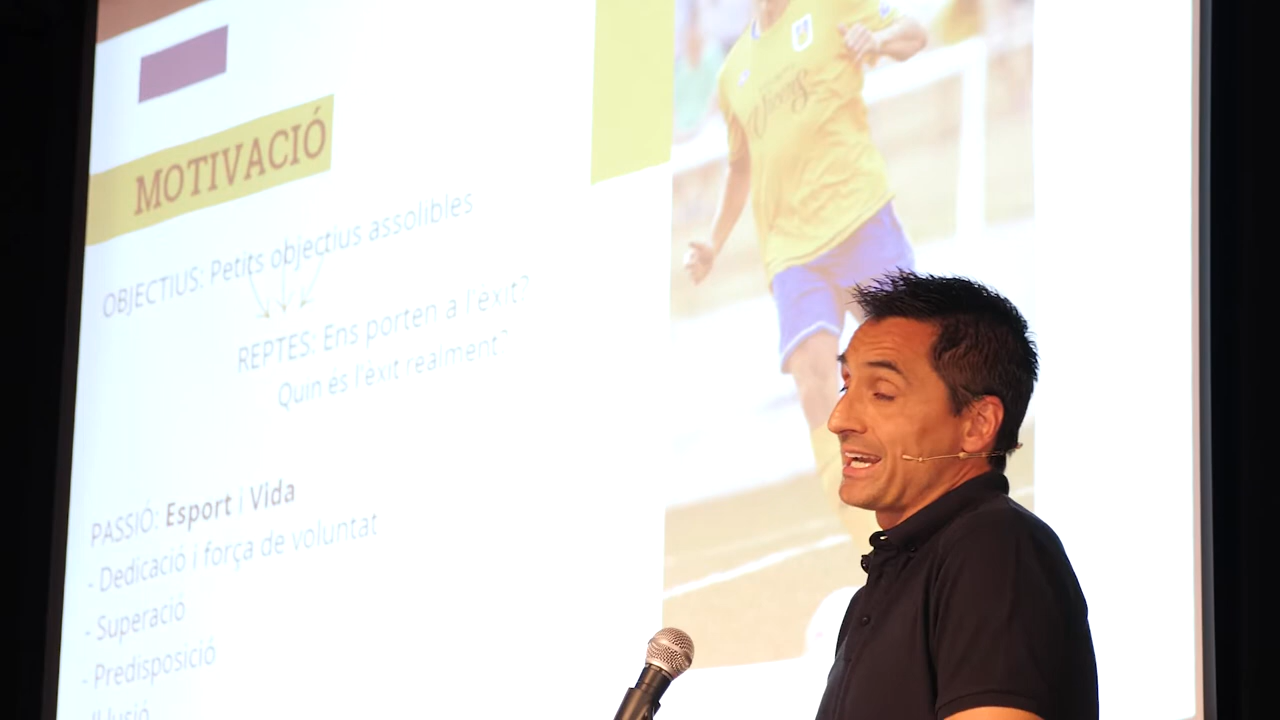 MOTIVACIÓ
OBJECTIUS: Petits objectius assolibles
REPTES: Ens porten a l'èxit?
Quin és l'èxit realment?
PASSIÓ: Esport i Vida
- Dedicació i força de voluntat
- Superació
- Predisposició